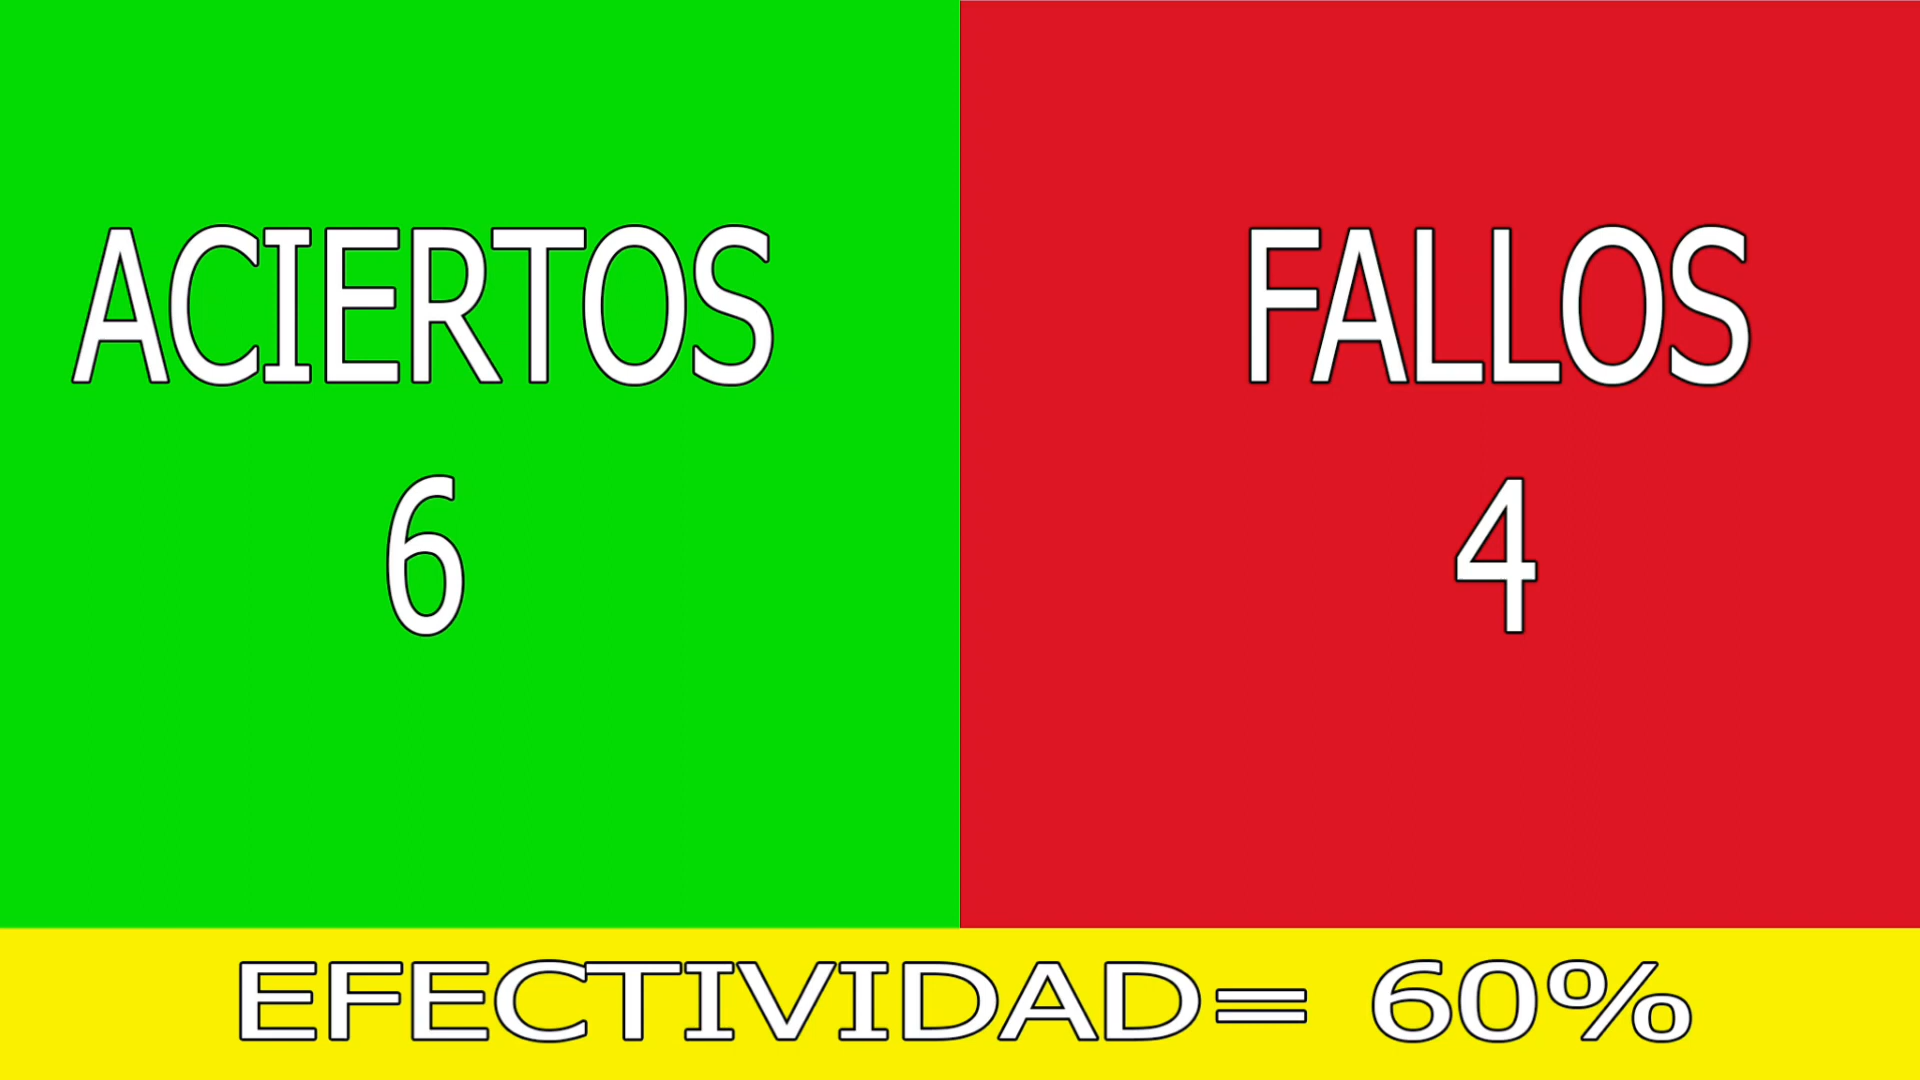 ACIERTOS
6
FALLOS
4
EFECTIVIDAD= 60%